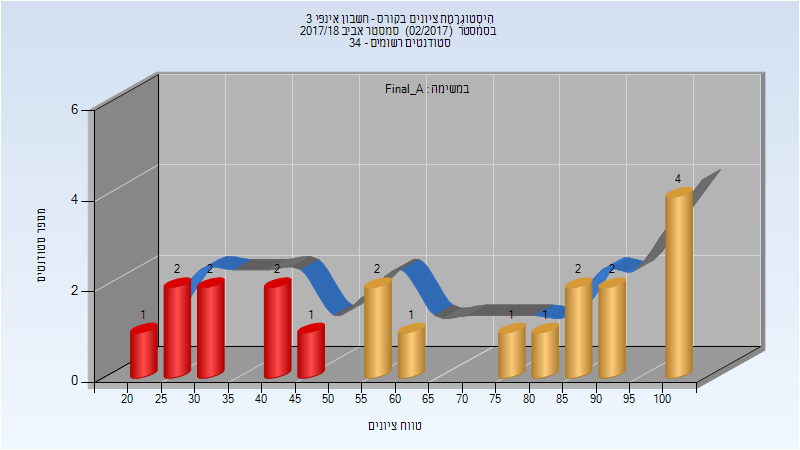 היסטוגרמת ציונים בקורס - חשבון אינפי 3
בסמסטר (02/2017) סמסטר אביב 2017/18
סטודנטים רשומים - 34
במשימה : Final_A
מספר סטודנטים
6
4
2
0
1
2
2
2
1
2
1
1
1
2
2
4
20 25 30 35 40 45 50 55 60 65 70 75 80 85 90 95 100
טווח ציונים